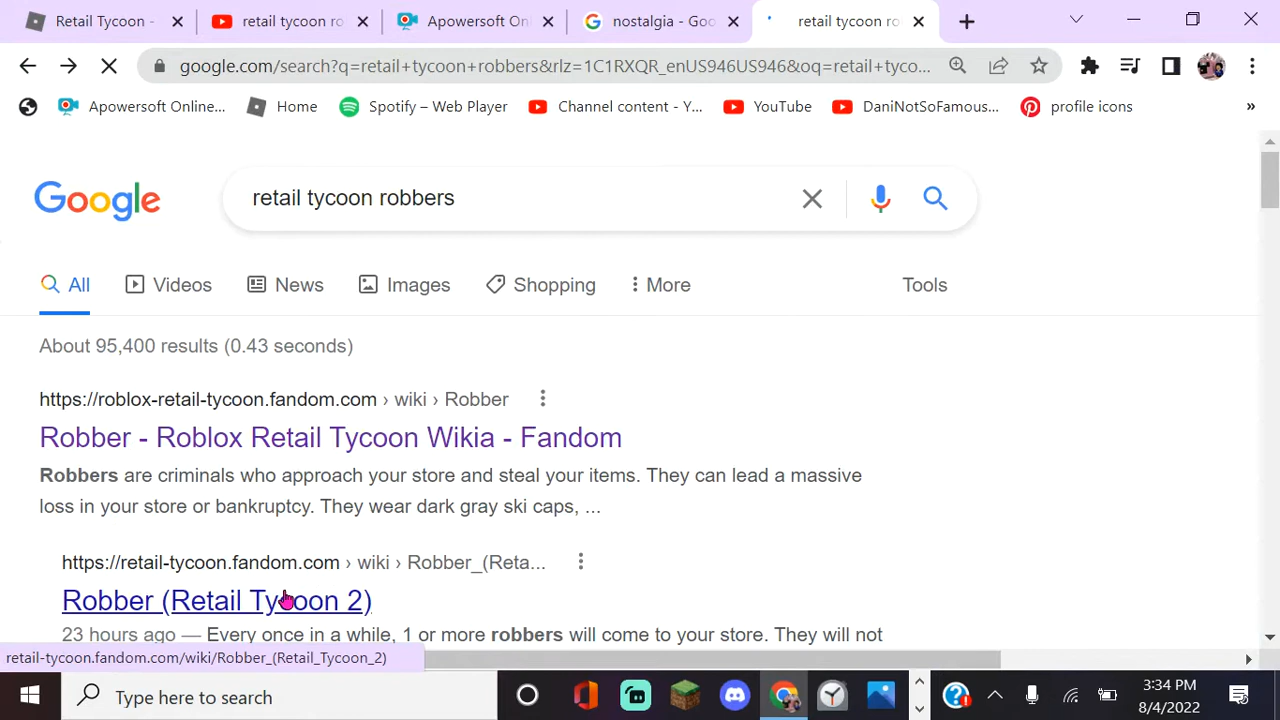 Retail Tycoon -
retail tycoon ro
Apowersoft On
nostalgia - Goo
retail tycoon ro
google.com/search?q=retail+tycoon+robbers&rlz=1C1RXQR_enUS946US946&oq=retail+tyco...
Apowersoft Online...
Home
Spotify – Web Player
Channel content - Y...
YouTube
DaniNotSoFamous...
profile icons
»
Google
retail tycoon robbers
All
Videos
News
Images
Shopping
More
Tools
About 95,400 results (0.43 seconds)
https://roblox-retail-tycoon.fandom.com › wiki › Robber
Robber - Roblox Retail Tycoon Wikia - Fandom
Robbers are criminals who approach your store and steal your items. They can lead a massive
loss in your store or bankruptcy. They wear dark gray ski caps, ...
https://retail-tycoon.fandom.com › wiki › Robber_(Reta...
Robber (Retail Tycoon 2)
23 hours ago — Every once in a while, 1 or more robbers will come to your store. They will not
retail-tycoon.fandom.com/wiki/Robber_(Retail_Tycoon_2)
Type here to search
3:34 PM
8/4/2022